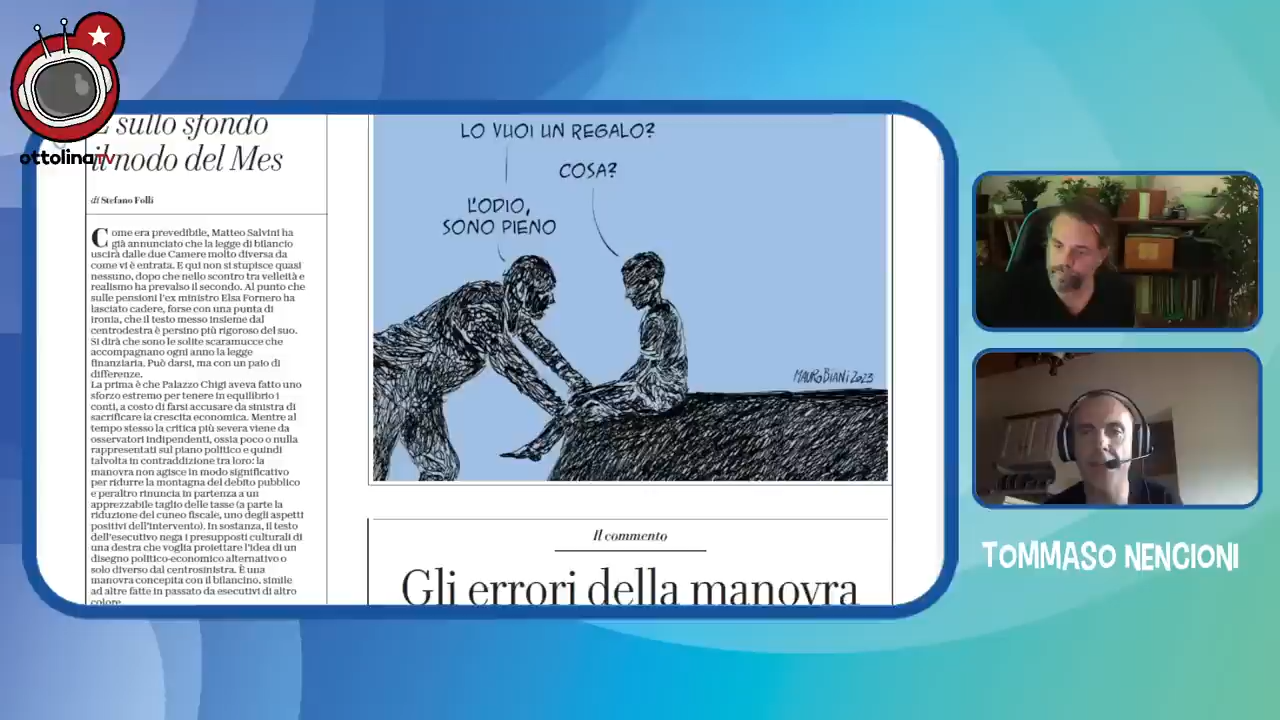 ottolinaTV
E sullo sfondo
il nodo del Mes
di Stefano Folli
Come era prevedibile, Matteo Salvini ha
già annunciato che la legge di bilancio
uscirà dalle due Camere molto diversa da
come vi è entrata. E qui non si stupisce quasi
nessuno, dopo che nello scontro tra velleità e
realismo ha prevalso il secondo. Al punto che
sulle pensioni l'ex ministro Elsa Fornero ha
lasciato cadere, forse con una punta di
ironia, che il testo messo insieme dal
centrodestra è persino più rigoroso del suo.
Si dirà che sono le solite scaramucce che
accompagnano ogni anno la legge
finanziaria. Può darsi, ma con un paio di
differenze.
La prima è che Palazzo Chigi aveva fatto uno
sforzo estremo per tenere in equilibrio i
conti, a costo di farsi accusare da sinistra di
sacrificare la crescita economica. Mentre al
tempo stesso la critica più severa viene da
osservatori indipendenti, ossia poco o nulla
rappresentati sul piano politico e quindi
talvolta in contraddizione tra loro: la
manovra non agisce in modo significativo
per ridurre la montagna del debito pubblico
e peraltro rinuncia in partenza a un
apprezzabile taglio delle tasse (a parte la
riduzione del cuneo fiscale, uno degli aspetti
positivi dell'intervento). In sostanza, il testo
dell'esecutivo nega i presupposti culturali di
una destra che voglia proiettare l'idea di un
disegno politico-economico alternativo o
solo diverso dal centrosinistra. È una
manovra concepita con il bilancino, simile
ad altre fatte in passato da esecutivi di altro
colore.
LO VUOI UN REGALO?
COSA?
L'ODIO,
SONO PIENO
MAURO BIANI 2023
Il commento
Gli errori della manovra
TOMMASO NENCIONI